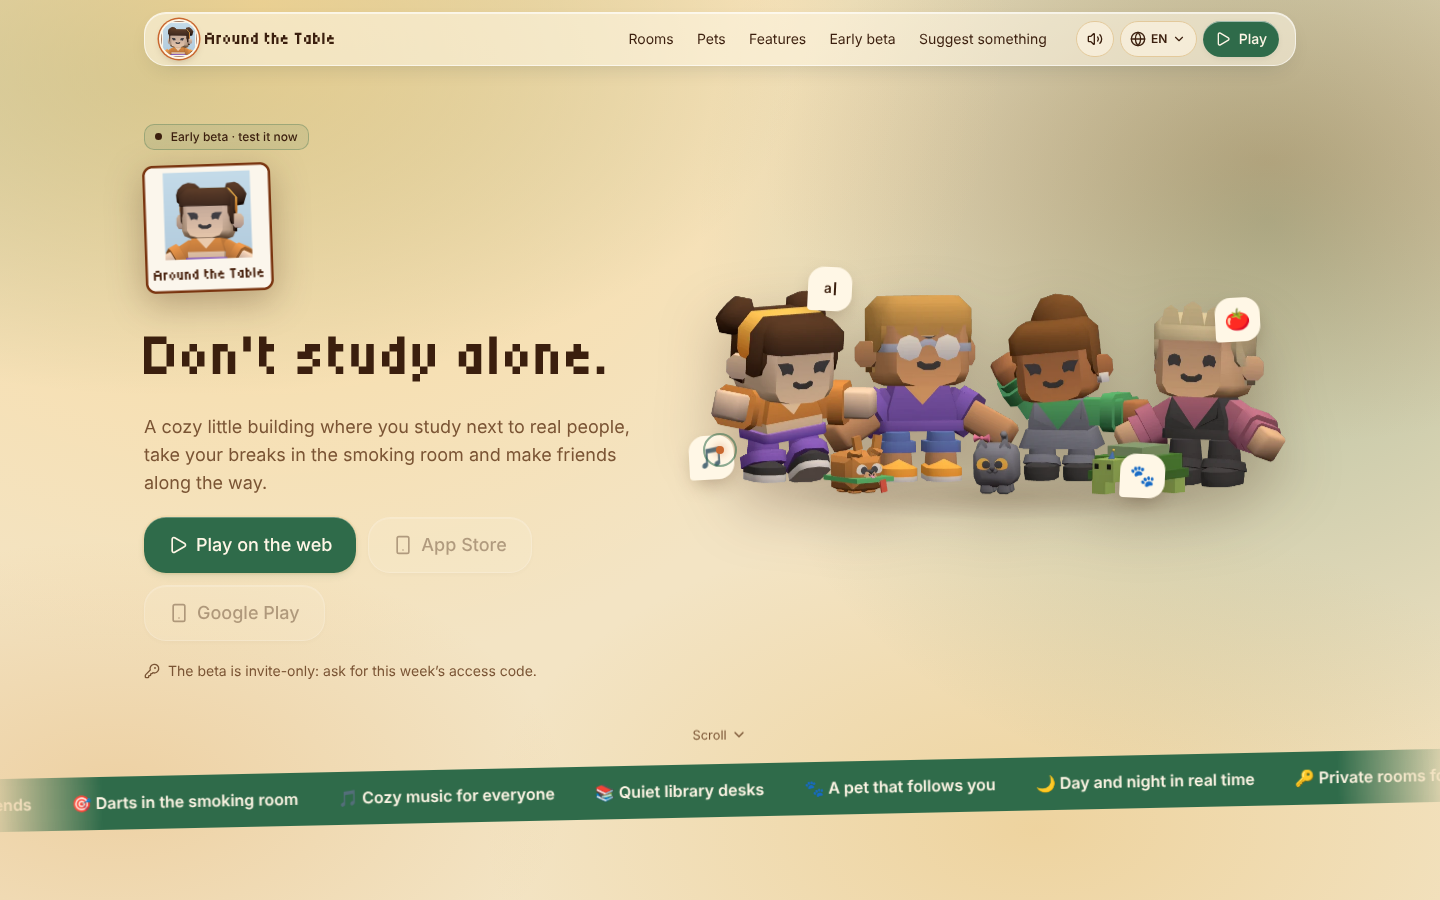 Around the Table
Rooms
Pets
Features
Early beta
Suggest something
EN
Play
Early beta · test it now
Around the Table
Don't study alone.
A cozy little building where you study next to real people,
take your breaks in the smoking room and make friends
along the way.
Play on the web
App Store
Google Play
The beta is invite-only: ask for this week’s access code.
a
Scroll
Darts in the smoking room
Cozy music for everyone
Quiet library desks
A pet that follows you
Day and night in real time
Private rooms